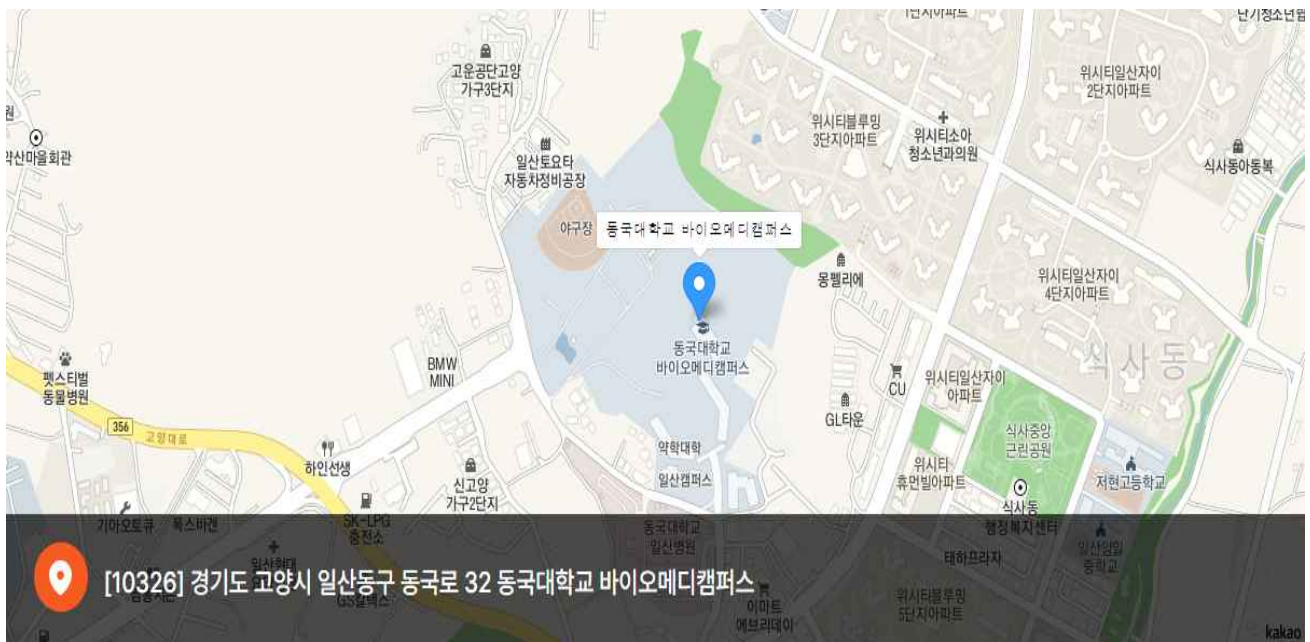 1단지아파트
단기청소년쉼
고운공단고양
가구3단지
위시티일산자이
2단지아파트
위시티블루밍
3단지아파트
위시티소아
청소년과의원
약산마을회관
일산토요타
자동차정비공장
식사동아동복
야구장
동국대학교 바이오메디캠퍼스
몽펠리에
위시티일산자이
4단지아파트
동국대학교
바이오메디캠퍼스
식사동
BMW
MINI
펫스티벌
동물병원
CU
위시티일산자이
아파트
GL타운
356
고양대로
식사중앙
근린공원
하인선생
약학대학
신고양
가구2단지
일산캠퍼스
위시티
휴먼빌아파트
저현고등학교
기아오토큐
폭스바겐
SK-LPG
충전소
동국대학교
일산병원
식사동
행정복지센터
태하프라자
일산양일
중학교
일산현대
GS칼텍스
[10326] 경기도 고양시 일산동구 동국로 32 동국대학교 바이오메디캠퍼스
이마트
에브리데이
위시티블루밍
5단지아파트
kakao